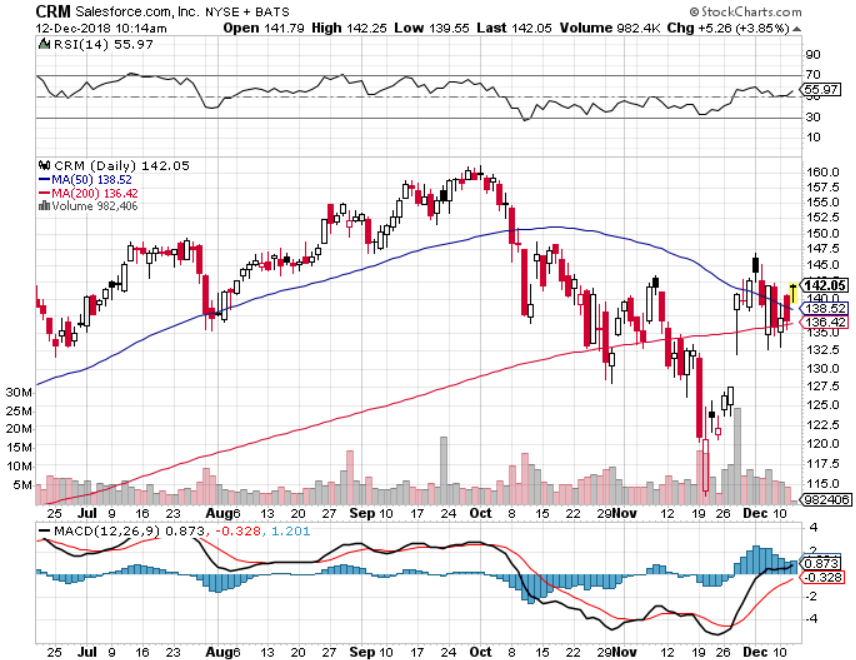 CRM Salesforce.com, Inc. NYSE + BATS © StockCharts.com
12-Dec-2018 10:14am Open 141.79 High 142.25 Low 139.55 Last 142.05 Volume 982.4K Chg +5.26 (+3.85%)
RSI(14) 55.97
90
70
55.97
50
30
10
CRM (Daily) 142.05
MA(50) 138.52
MA(200) 136.42
Volume 982,406
160.0
157.5
155.0
152.5
150.0
147.5
145.0
142.05
140.0
138.52
136.42
135.0
132.5
130.0
127.5
125.0
122.5
120.0
117.5
115.0
982406
30M
25M
20M
15M
10M
5M
25 Jul 9 16 23 Aug6 13 20 27 Sep 10 17 24 Oct 8 15 22 29Nov 12 19 26 Dec 10
MACD(12,26,9) 0.873, -0.328, 1.201
4
2
0.873
-0.328
-2
-4
25 Jul 9 16 23 Aug6 13 20 27 Sep 10 17 24 Oct 8 15 22 29Nov 12 19 26 Dec 10